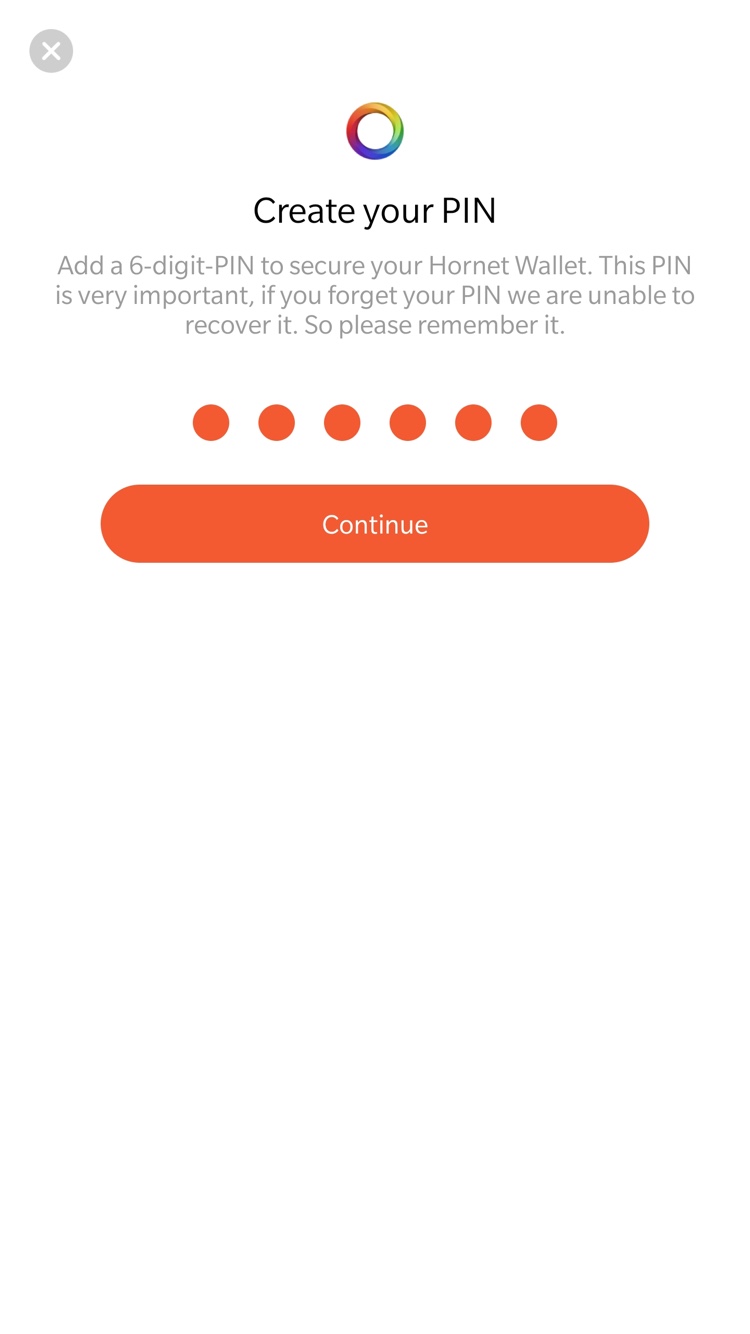 Create your PIN
Add a 6-digit-PIN to secure your Hornet Wallet. This PIN
is very important, if you forget your PIN we are unable to
recover it. So please remember it.
Continue